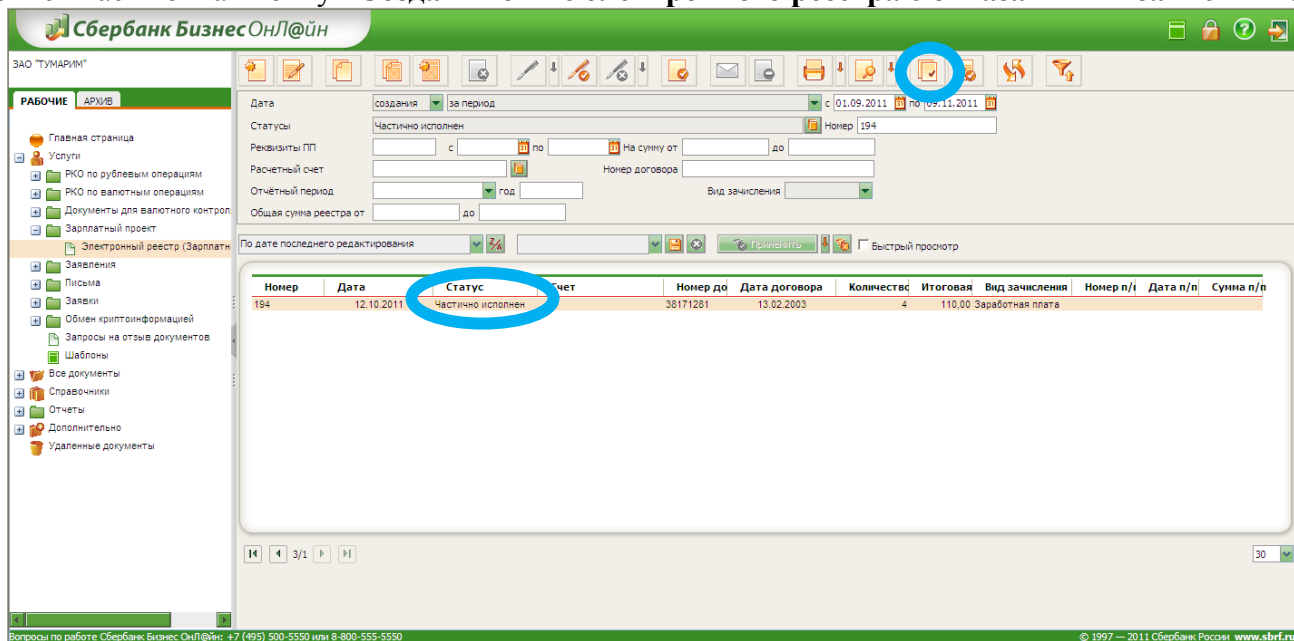 Сбербанк Бизнес ОнЛ@йн
ЗАО "ТУМАРИМ"
РАБОЧИЕ АРХИВ
Главная страница
Услуги
РКО по рублевым операциям
РКО по валютным операциям
Документы для валютного контрол
Зарплатный проект
Электронный реестр (Зарплатн
Заявления
Письма
Заявки
Обмен криптоинформацией
Запросы на отзыв документов
Шаблоны
Все документы
Справочники
Отчеты
Дополнительно
Удаленные документы
Дата создания за период с 01.09.2011 по 09.11.2011
Статусы Частично исполнен Номер 194
Реквизиты ПП с по На сумму от до
Расчетный счет Номер договора
Отчётный период год Вид зачисления
Общая сумма реестра от до
По дате последнего редактирования Применить Быстрый просмотр
Номер Дата Статус Счет Номер до Дата договора Количество Итоговая Вид зачисления Номер п/п Дата п/п Сумма п/п
194 12.10.2011 Частично исполнен 38171281 13.02.2003 4 110,00 Заработная плата
3/1 30
Вопросы по работе Сбербанк Бизнес ОнЛ@йн: +7 (495) 500-5550 или 8-800-555-5550 © 1997 — 2011 Сбербанк России www.sbrf.ru